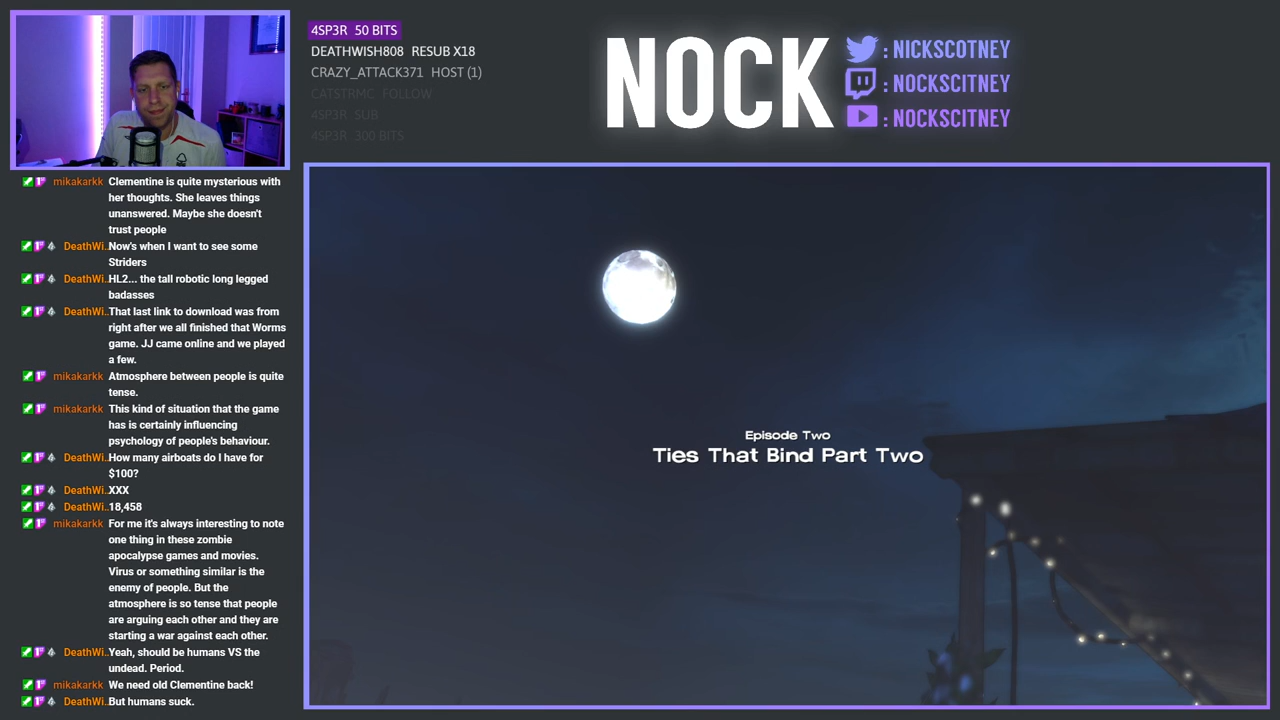 4SP3R 50 BITS
DEATHWISH808 RESUB X18
CRAZY_ATTACK371 HOST (1)
CATSTRMC FOLLOW
4SP3R SUB
4SP3R 300 BITS
NOCK
: NICKSCOTNEY
: NOCKSCITNEY
: NOCKSCITNEY
mikakarkk Clementine is quite mysterious with
her thoughts. She leaves things
unanswered. Maybe she doesn't
trust people
DeathWi.. Now's when I want to see some
Striders
DeathWi.. HL2... the tall robotic long legged
badasses
DeathWi.. That last link to download was from
right after we all finished that Worms
game. JJ came online and we played
a few.
mikakarkk Atmosphere between people is quite
tense.
mikakarkk This kind of situation that the game
has is certainly influencing
psychology of people's behaviour.
DeathWi.. How many airboats do I have for
$100?
DeathWi.. XXX
DeathWi.. 18,458
mikakarkk For me it's always interesting to note
one thing in these zombie
apocalypse games and movies.
Virus or something similar is the
enemy of people. But the
atmosphere is so tense that people
are arguing each other and they are
starting a war against each other.
DeathWi.. Yeah, should be humans VS the
undead. Period.
mikakarkk We need old Clementine back!
DeathWi.. But humans suck.
Episode Two
Ties That Bind Part Two